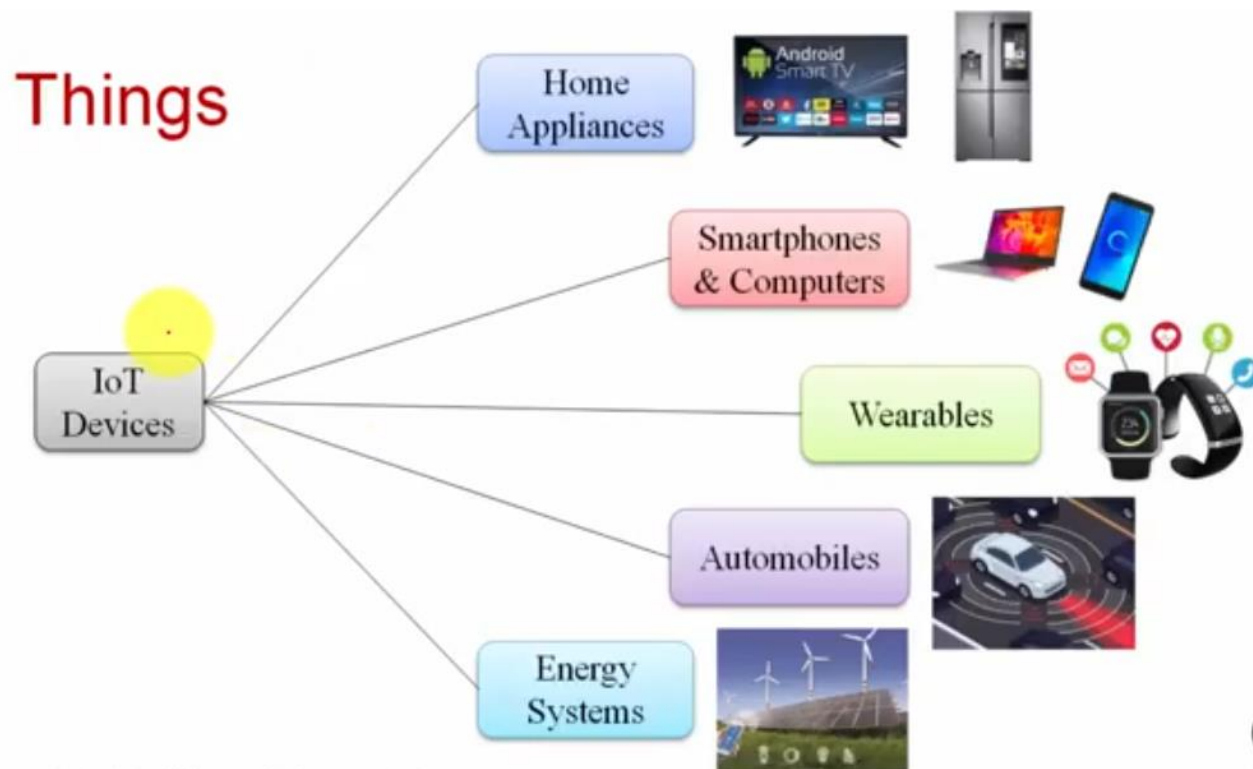 Things
Home
Appliances
Android
Smart TV
Smartphones
& Computers
IoT
Devices
Wearables
Automobiles
Energy
Systems